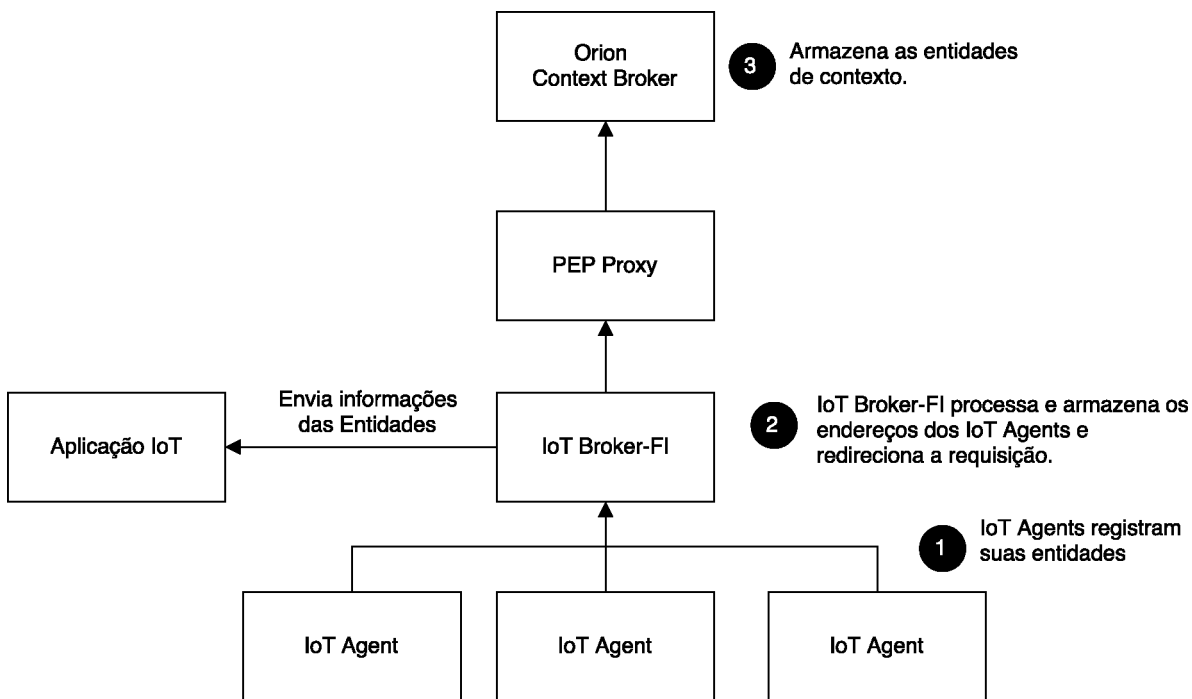 Orion
Context Broker
3
Armazena as entidades
de contexto.
PEP Proxy
Envia informações
das Entidades
Aplicação IoT
IoT Broker-FI
2
IoT Broker-FI processa e armazena os
endereços dos IoT Agents e
redireciona a requisição.
1
IoT Agents registram
suas entidades
IoT Agent
IoT Agent
IoT Agent